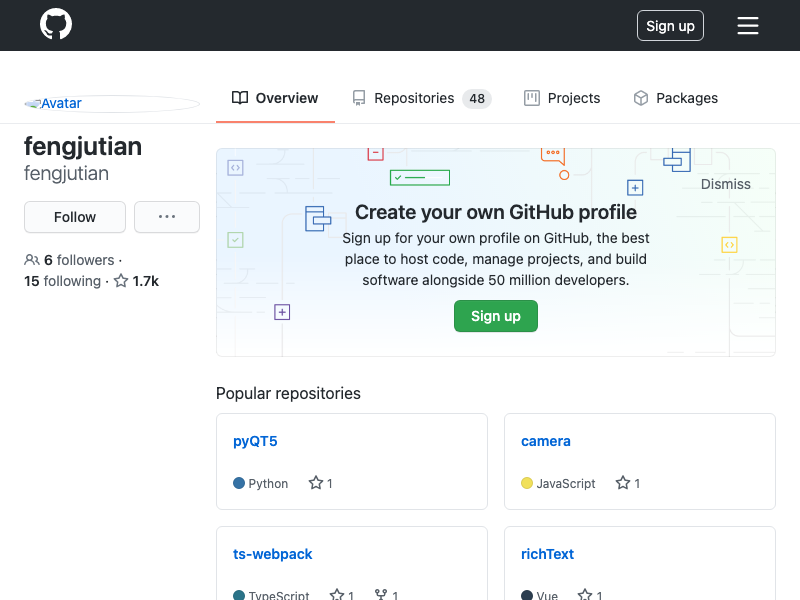 Sign up
Avatar
Overview
Repositories 48
Projects
Packages
fengjutian
fengjutian
Follow
6 followers ·
15 following · 1.7k
Dismiss
Create your own GitHub profile
Sign up for your own profile on GitHub, the best
place to host code, manage projects, and build
software alongside 50 million developers.
Sign up
Popular repositories
pyQT5
Python 1
camera
JavaScript 1
ts-webpack
TypeScript 1 1
richText
Vue 1